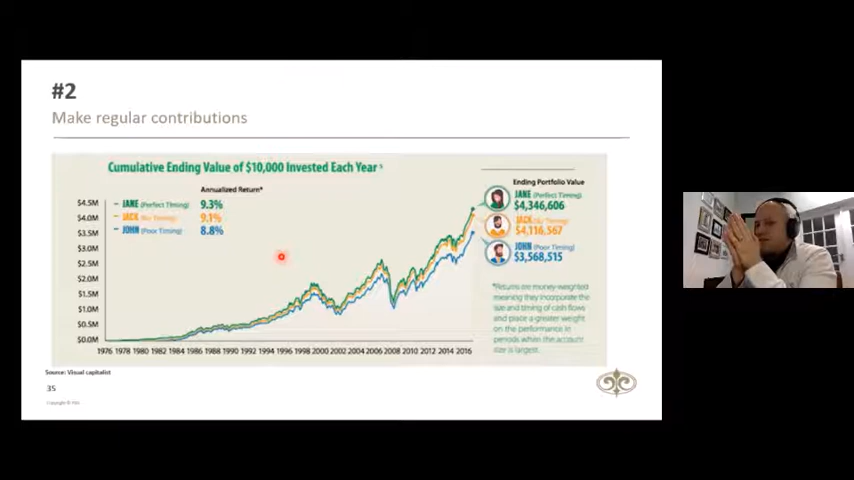 #2
Make regular contributions
Cumulative Ending Value of $10,000 Invested Each Year
Annualized Return*
JANE (Perfect Timing) 9.3%
JACK 9.1%
JOHN (Poor Timing) 8.8%
$4.5M
$4.0M
$3.5M
$3.0M
$2.5M
$2.0M
$1.5M
$1.0M
$0.5M
$0.0M
1976 1978 1980 1982 1984 1986 1988 1990 1992 1994 1996 1998 2000 2002 2004 2006 2008 2010 2012 2014 2016
Ending Portfolio Value
JANE (Perfect Timing)
$4,346,606
JACK
$4,116,567
JOHN (Poor Timing)
$3,568,515
*Returns are money-weighted
meaning they incorporate the
size and timing of cash flows
and place a greater weight
on the performance in
periods when the account
size is largest.
Source: Visual capitalist
35
Copyright ©